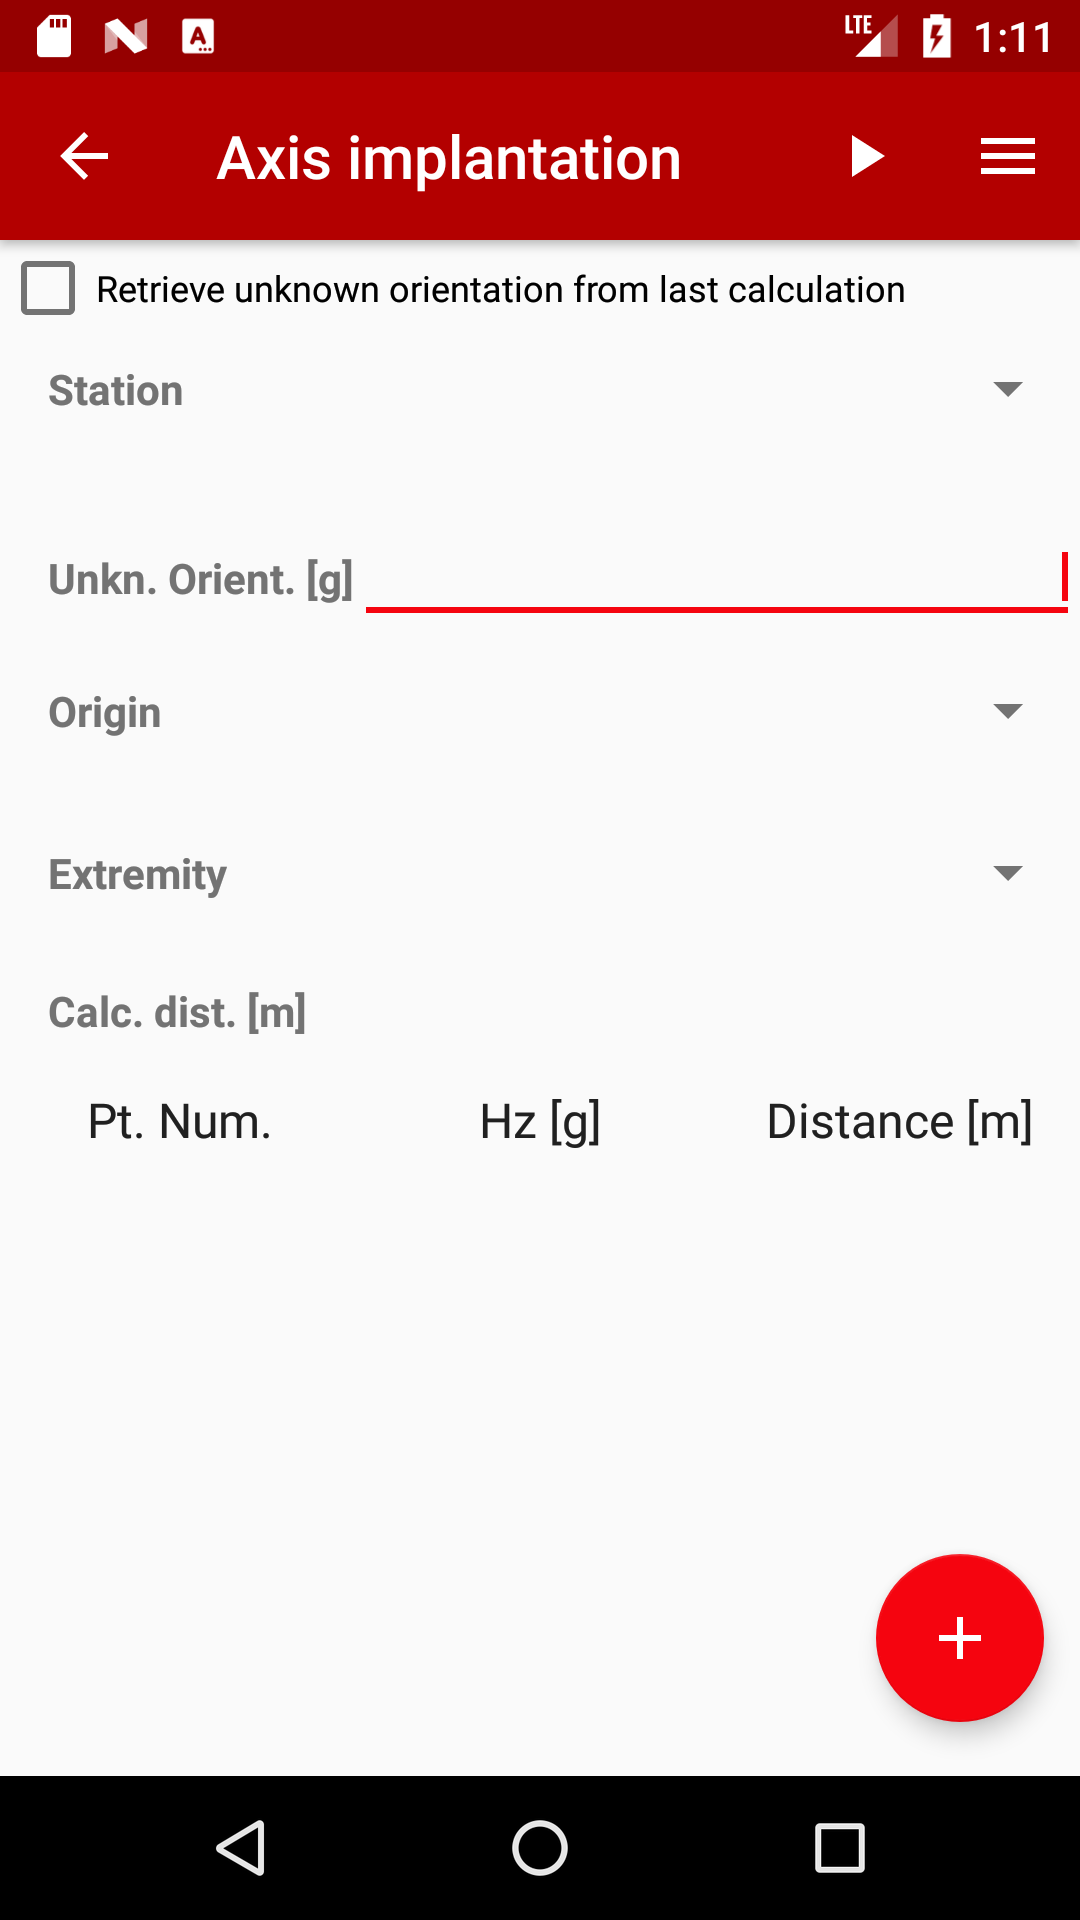 LTE 1:11
Axis implantation
Retrieve unknown orientation from last calculation
Station
Unkn. Orient. [g]
Origin
Extremity
Calc. dist. [m]
Pt. Num. Hz [g] Distance [m]